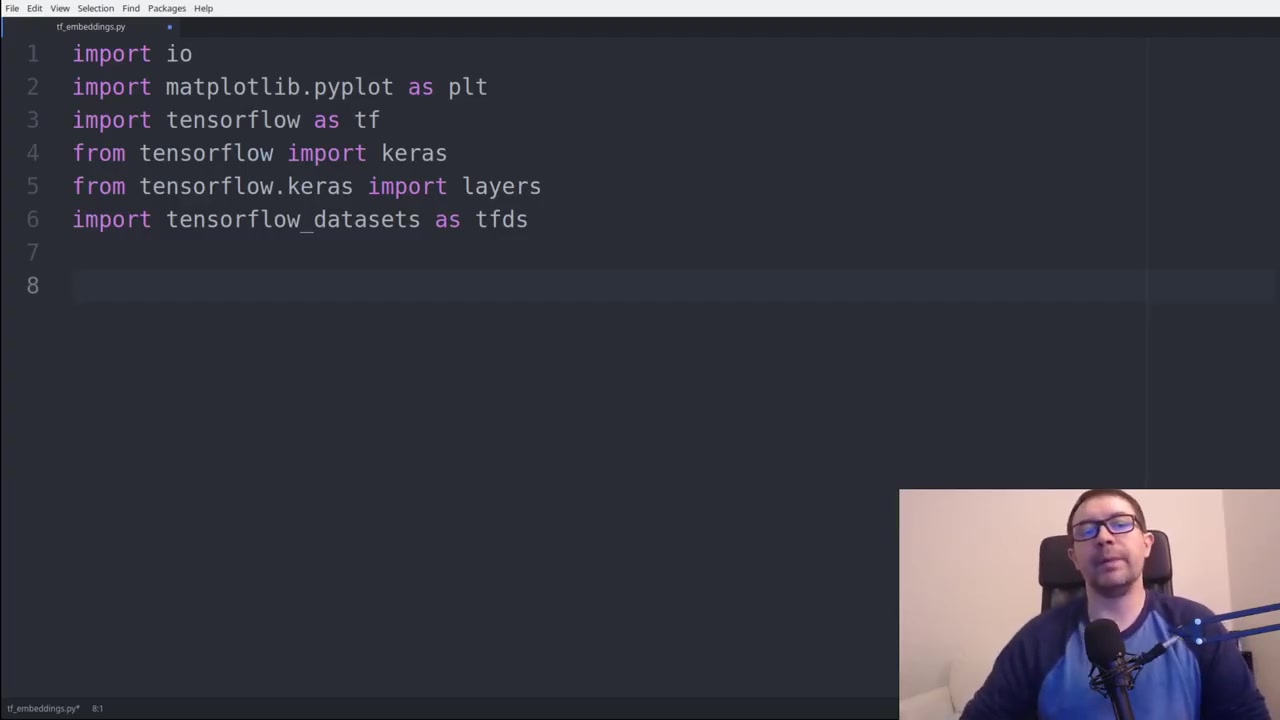 File Edit View Selection Find Packages Help
tf_embeddings.py
1 import io
2 import matplotlib.pyplot as plt
3 import tensorflow as tf
4 from tensorflow import keras
5 from tensorflow.keras import layers
6 import tensorflow_datasets as tfds
7
8
tf_embeddings.py* 8:1